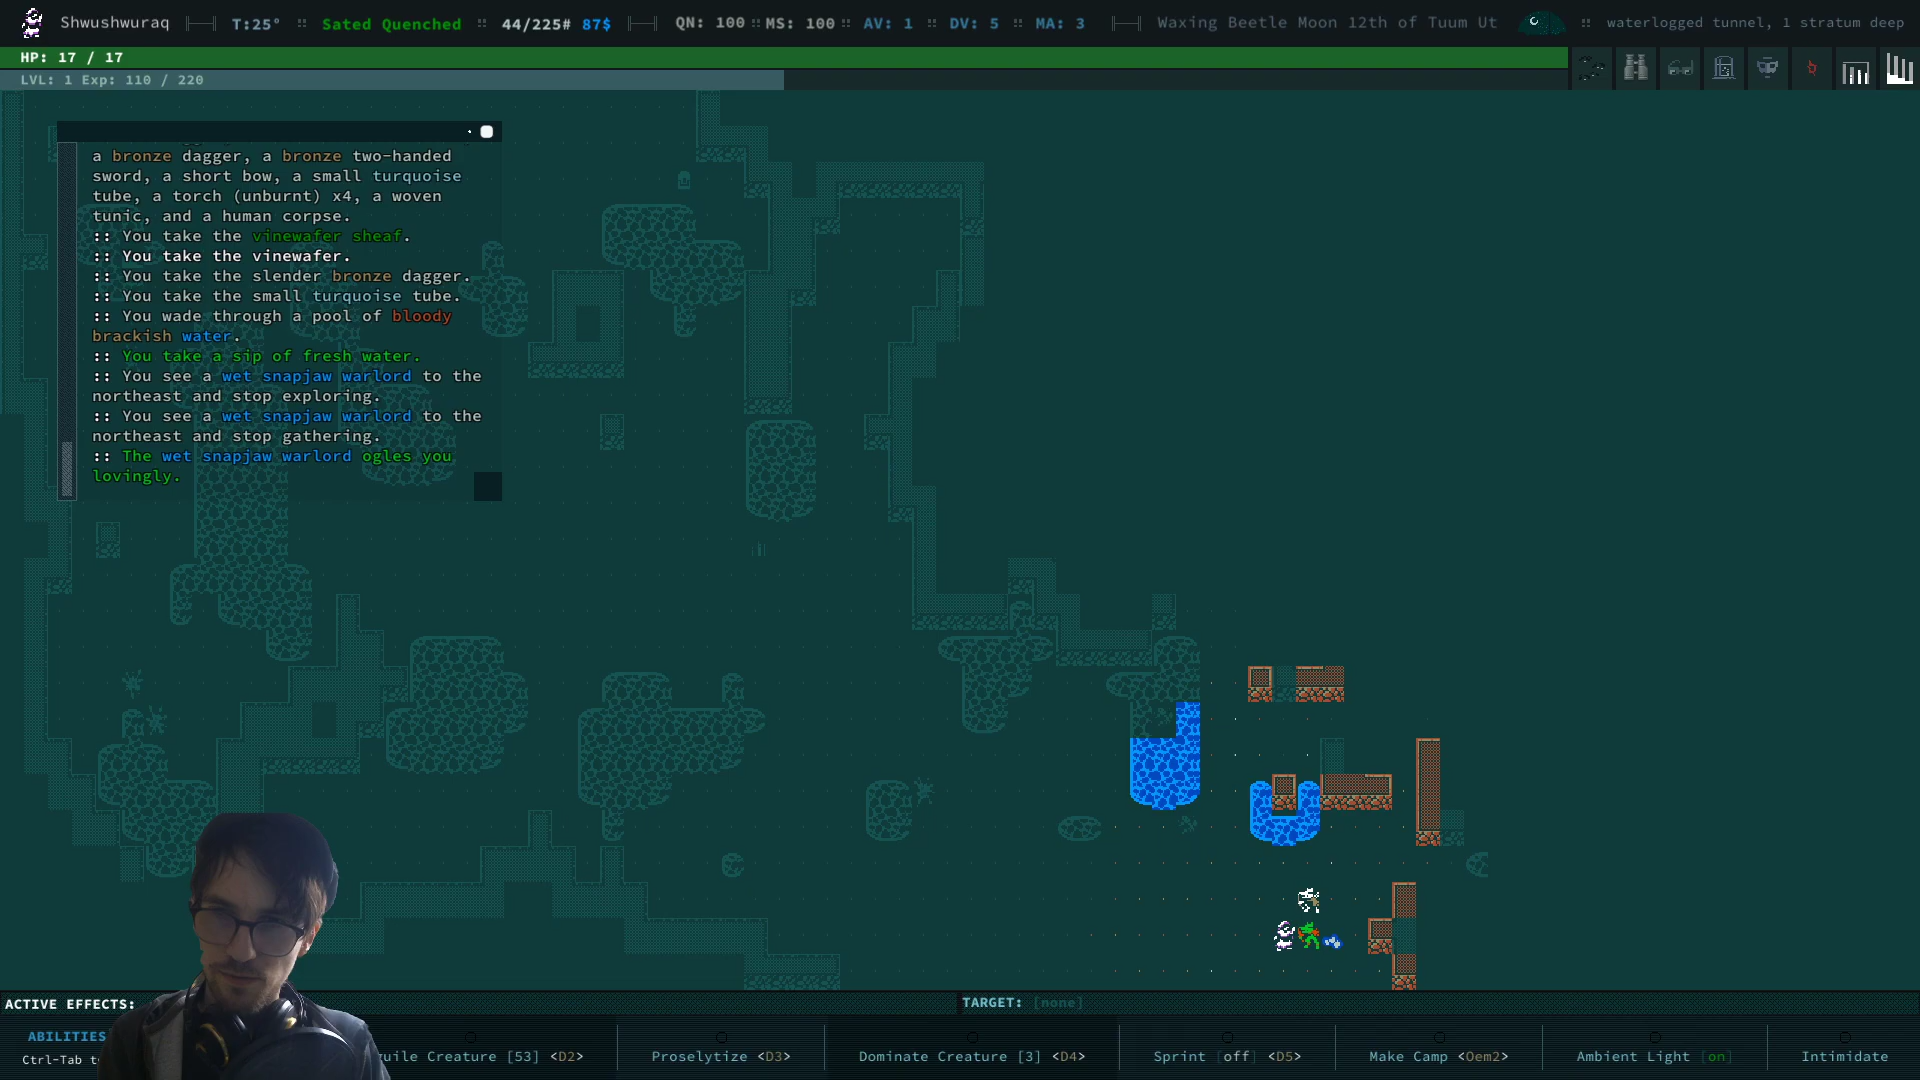 Shwushwuraq T:25° :: Sated Quenched :: 44/225# 87$ QN: 100 :: MS: 100 :: AV: 1 :: DV: 5 :: MA: 3 Waxing Beetle Moon 12th of Tuum Ut :: waterlogged tunnel, 1 stratum deep
HP: 17 / 17
LVL: 1 Exp: 110 / 220
a bronze dagger, a bronze two-handed
sword, a short bow, a small turquoise
tube, a torch (unburnt) x4, a woven
tunic, and a human corpse.
:: You take the vinewafer sheaf.
:: You take the vinewafer.
:: You take the slender bronze dagger.
:: You take the small turquoise tube.
:: You wade through a pool of bloody
brackish water.
:: You take a sip of fresh water.
:: You see a wet snapjaw warlord to the
northeast and stop exploring.
:: You see a wet snapjaw warlord to the
northeast and stop gathering.
:: The wet snapjaw warlord ogles you
lovingly.
ACTIVE EFFECTS: TARGET: [none]
ABILITIES
Ctrl-Tab uile Creature [53] <D2> Proselytize <D3> Dominate Creature [3] <D4> Sprint [off] <D5> Make Camp <Oem2> Ambient Light [on] Intimidate